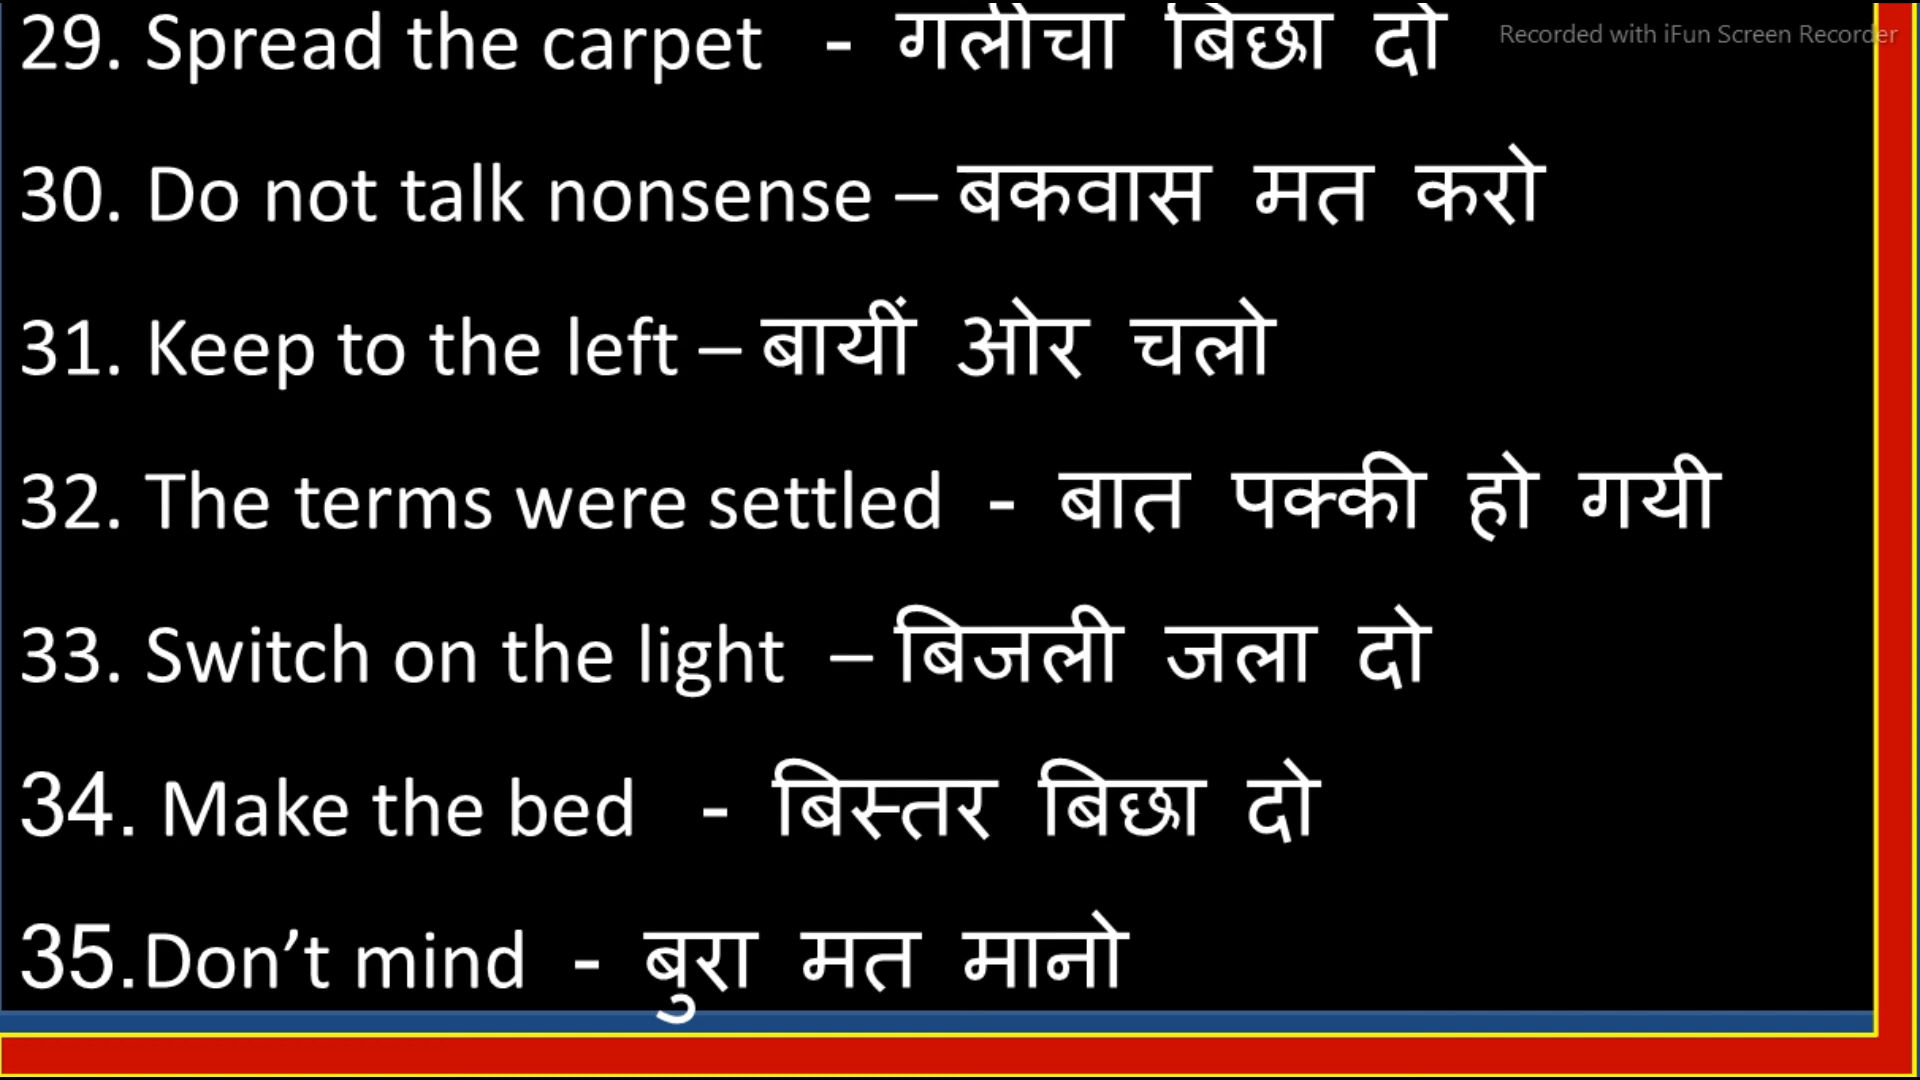 29. Spread the carpet - गलीचा बिछा दो
Recorded with iFun Screen Recorder
30. Do not talk nonsense – बकवास मत करो
31. Keep to the left – बायीं ओर चलो
32. The terms were settled - बात पक्की हो गयी
33. Switch on the light – बिजली जला दो
34. Make the bed - बिस्तर बिछा दो
35.Don’t mind - बुरा मत मानो